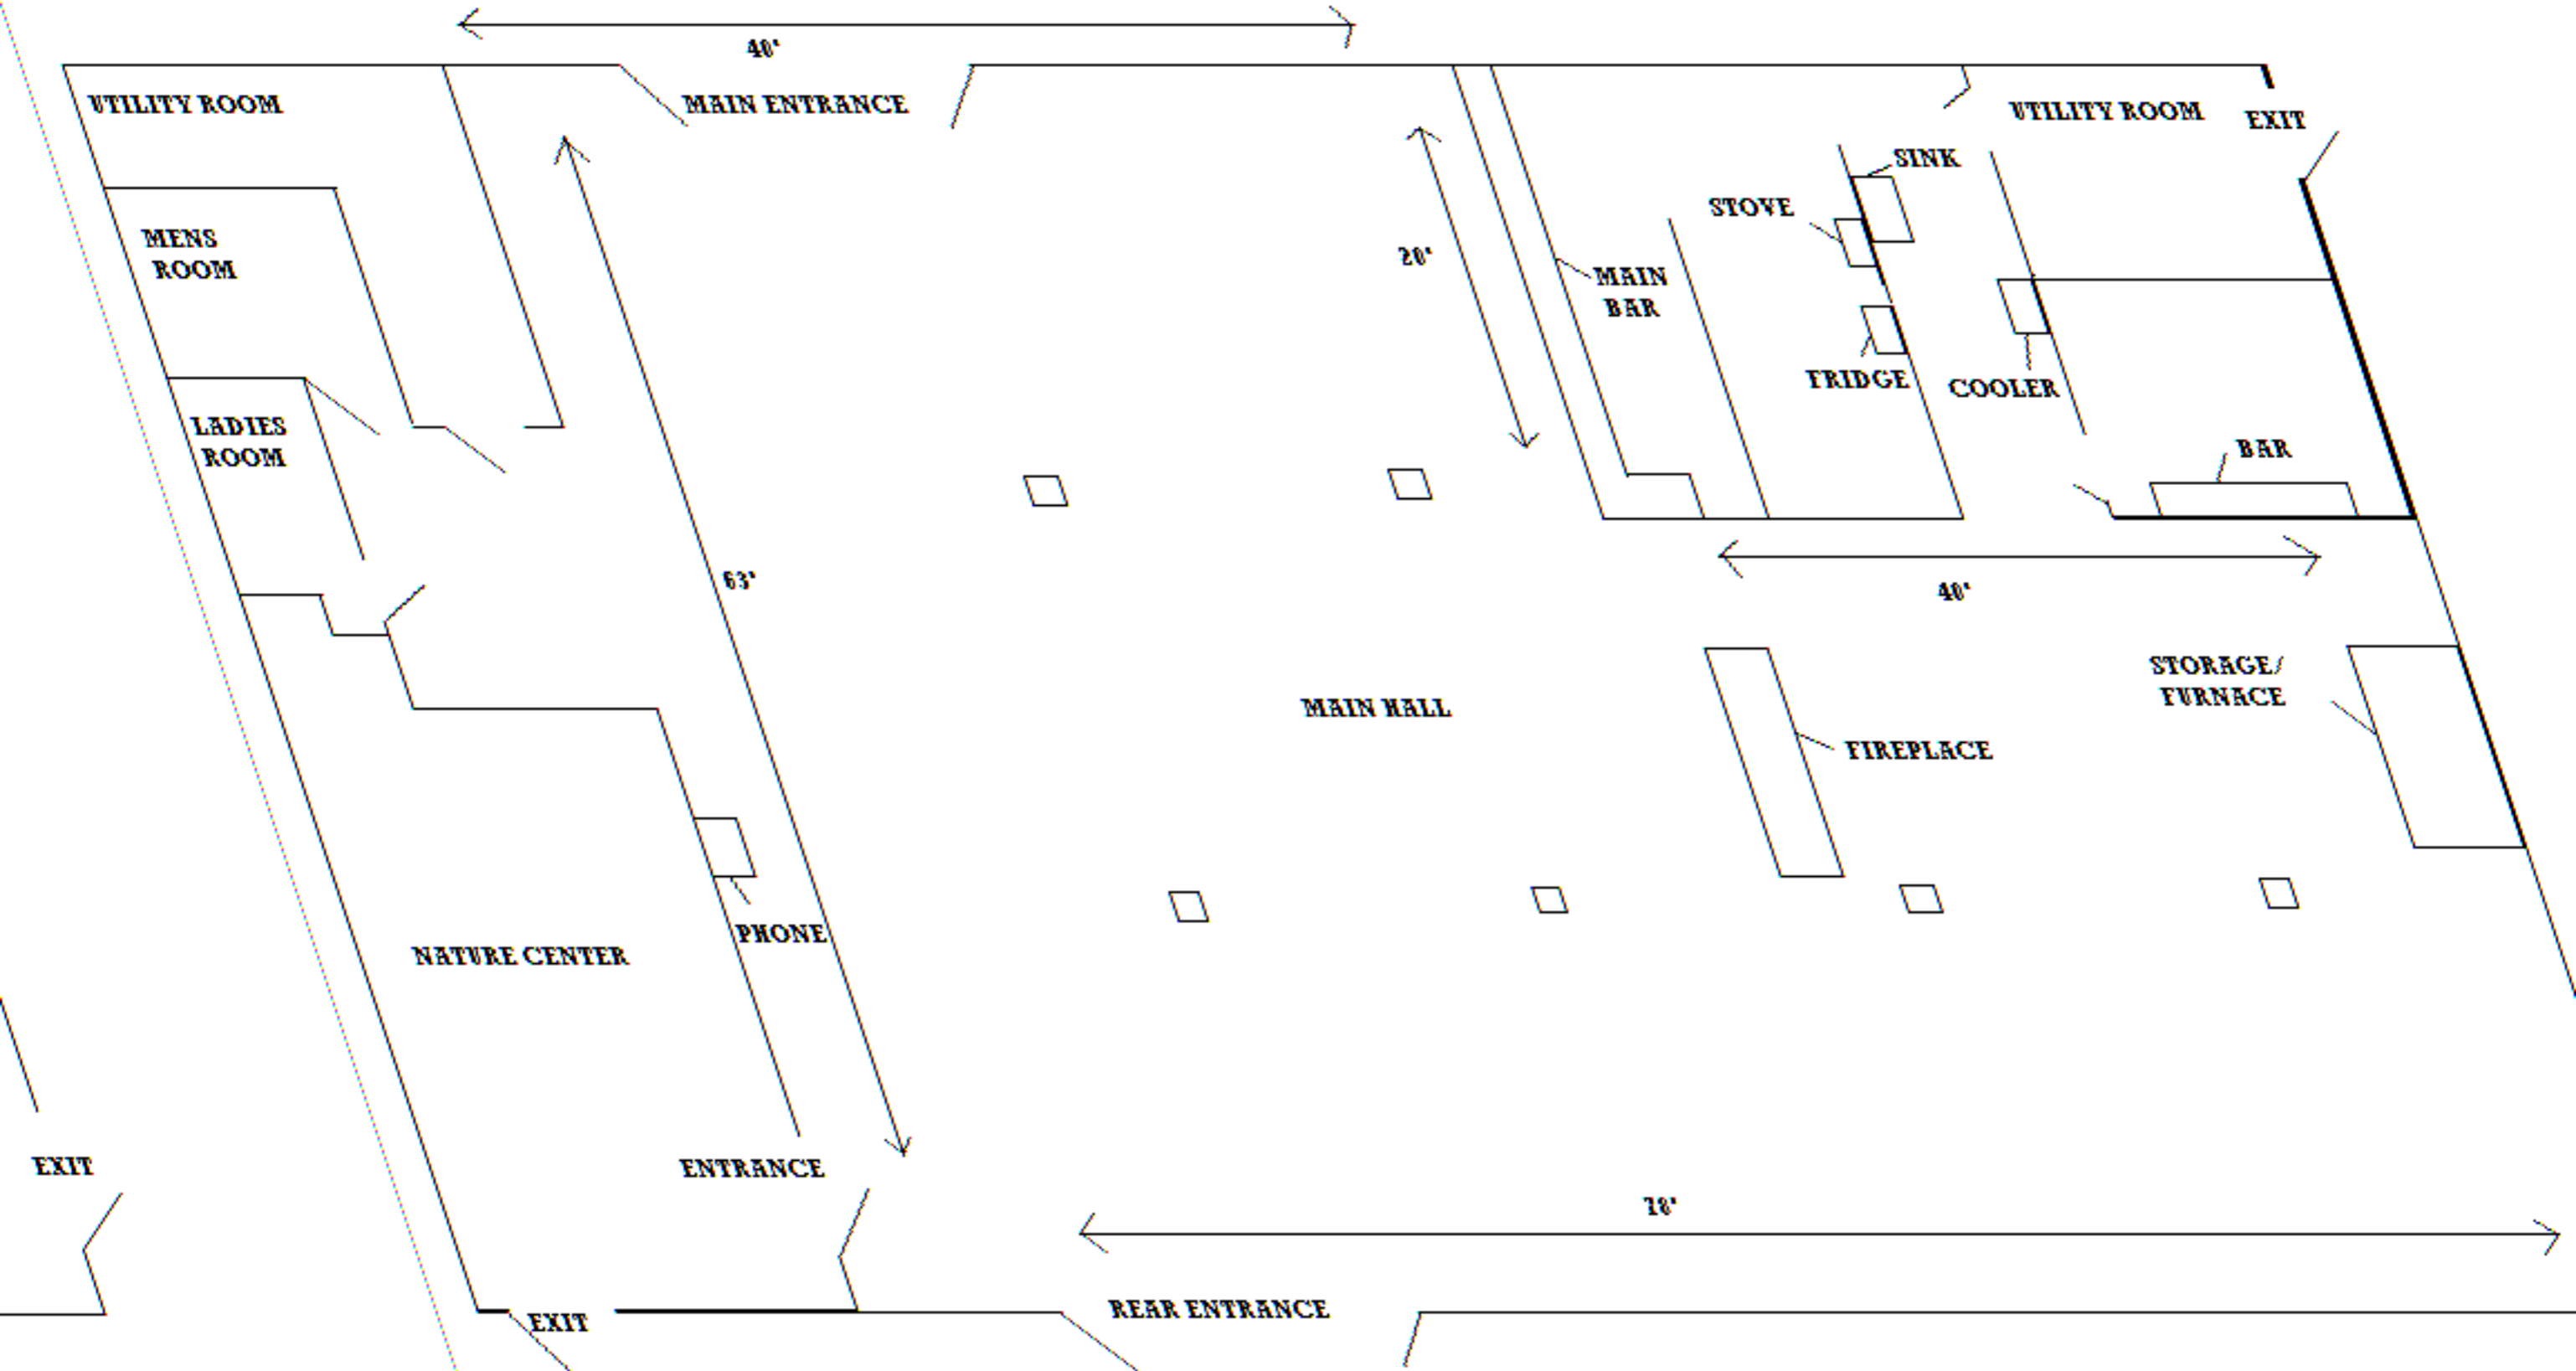 40'
UTILITY ROOM
MAIN ENTRANCE
UTILITY ROOM
EXIT
SINK
STOVE
MENS
ROOM
20'
MAIN
BAR
FRIDGE
COOLER
LADIES
ROOM
BAR
63'
40'
STORAGE/
FURNACE
MAIN HALL
FIREPLACE
PHONE
NATURE CENTER
EXIT
ENTRANCE
78'
REAR ENTRANCE
EXIT